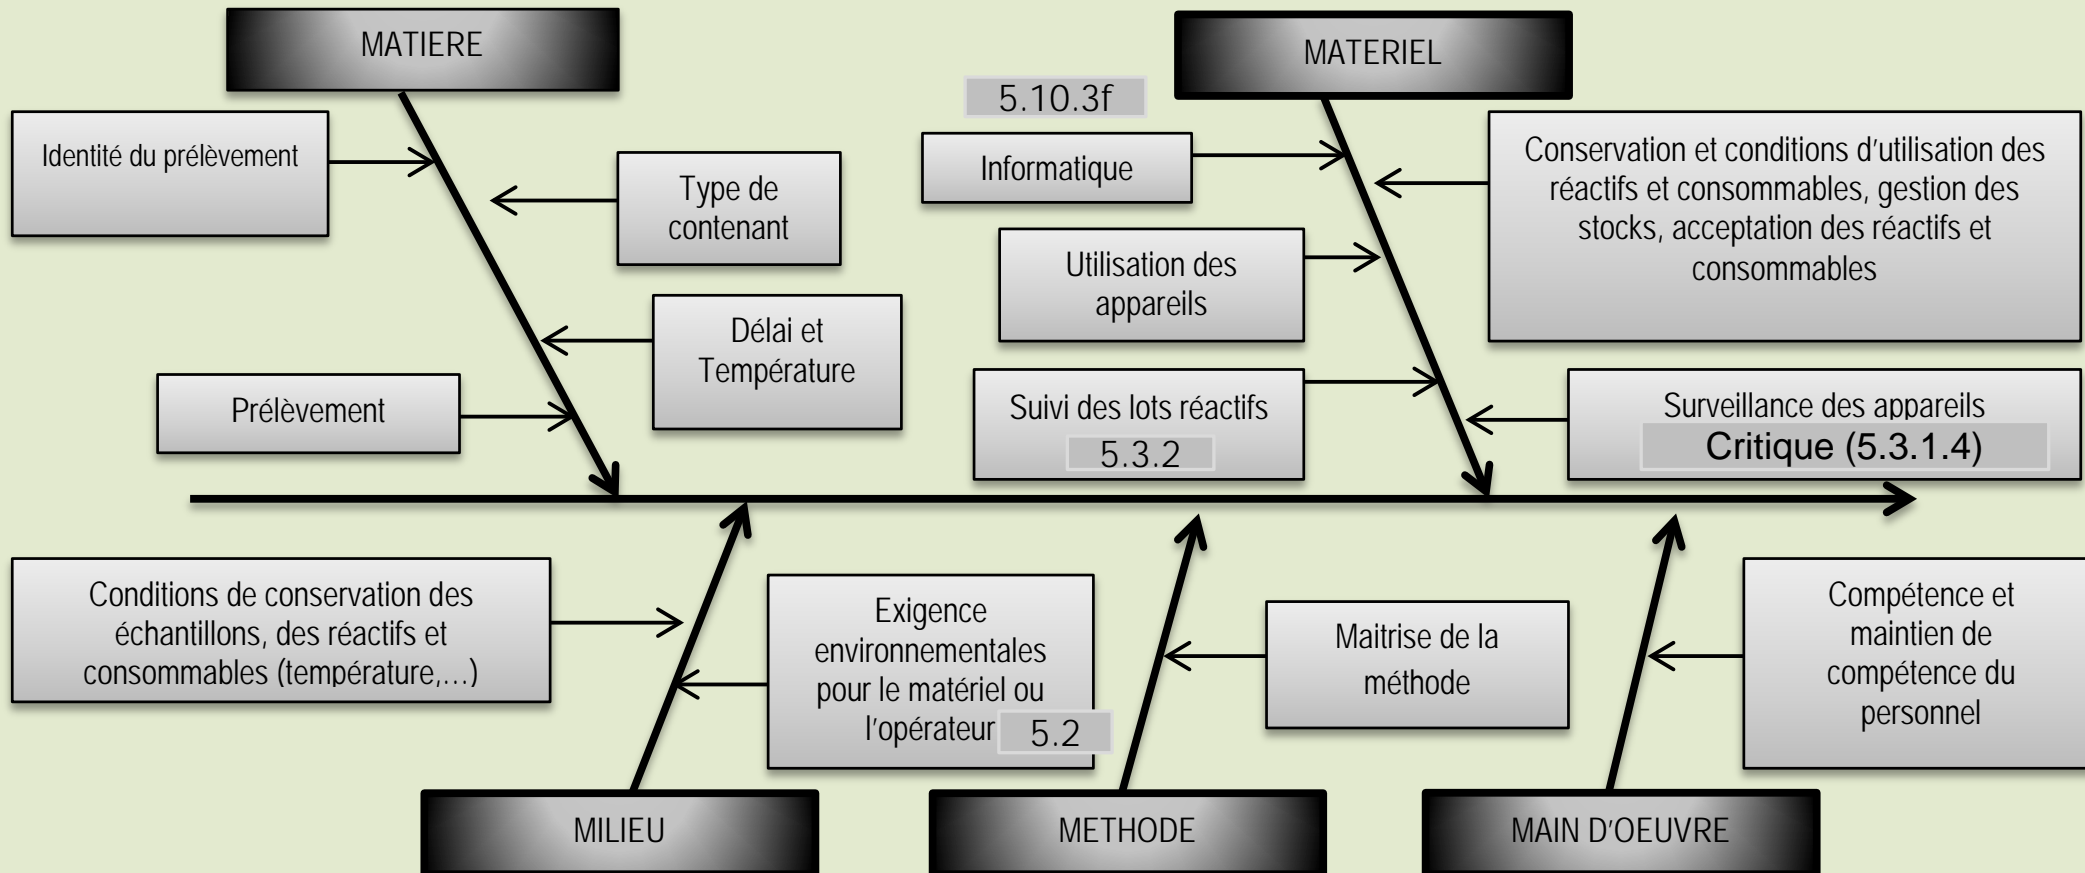 MATIERE
MATERIEL
5.10.3f
Identité du prélèvement
Type de
contenant
Informatique
Conservation et conditions d'utilisation des
réactifs et consommables, gestion des
stocks, acceptation des réactifs et
consommables
Utilisation des
appareils
Délai et
Température
Prélèvement
Suivi des lots réactifs
5.3.2
Surveillance des appareils
Critique (5.3.1.4)
Conditions de conservation des
échantillons, des réactifs et
consommables (température,…)
Exigence
environnementales
pour le matériel ou
l'opérateur 5.2
Maitrise de la
méthode
Compétence et
maintien de
compétence du
personnel
MILIEU
METHODE
MAIN D'OEUVRE